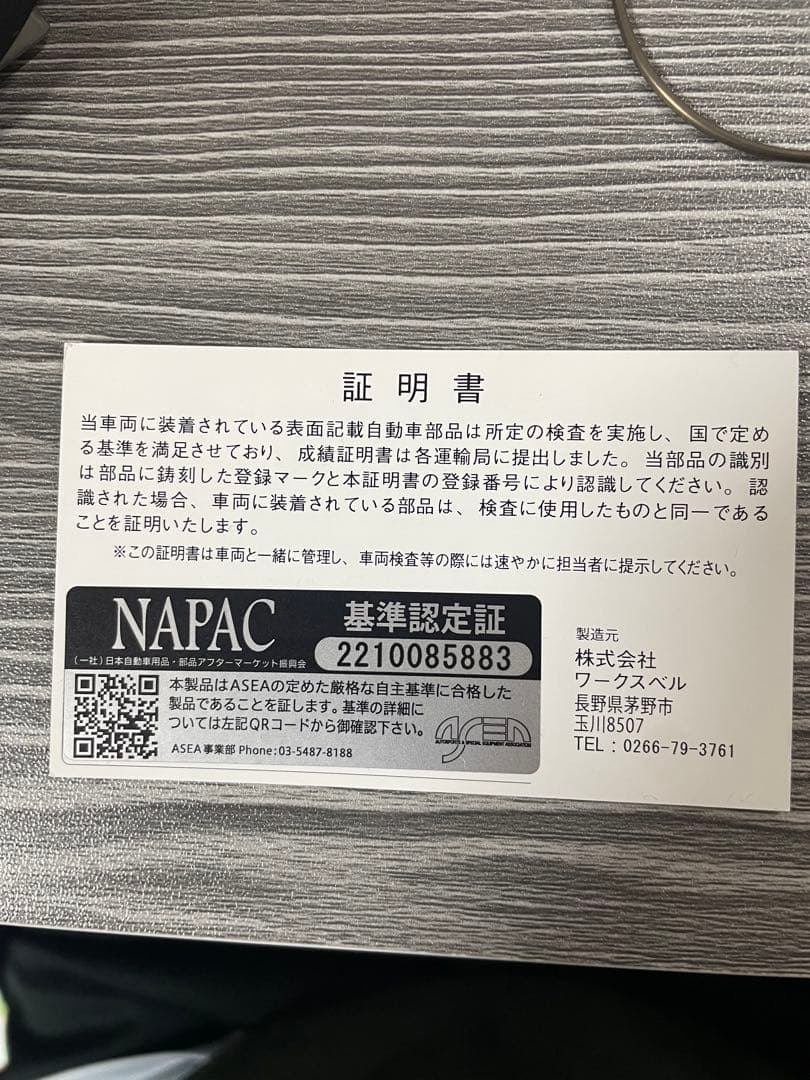 証明書
当車両に装着されている表面記載自動車部品は所定の検査を実施し、国で定め
る基準を満足させており、成績証明書は各運輸局に提出しました。当部品の識別
は部品に鋳刻した登録マークと本証明書の登録番号により認識してください。認
識された場合、車両に装着されている部品は、検査に使用したものと同一である
ことを証明いたします。
※この証明書は車両と一緒に管理し、車両検査等の際には速やかに担当者に提示してください。
NAPAC
(一社)日本自動車用品・部品アフターマーケット振興会
基準認定証
2210085883
本製品はASEAの定めた厳格な自主基準に合格した
製品であることを証します。基準の詳細に
ついては左記QRコードから御確認下さい。
ASEA事業部 Phone:03-5487-8188
ASEA
AUTOSPORTS & SPECIAL EQUIPMENT ASSOCIATION
製造元
株式会社
ワークスベル
長野県茅野市
玉川8507
TEL:0266-79-3761